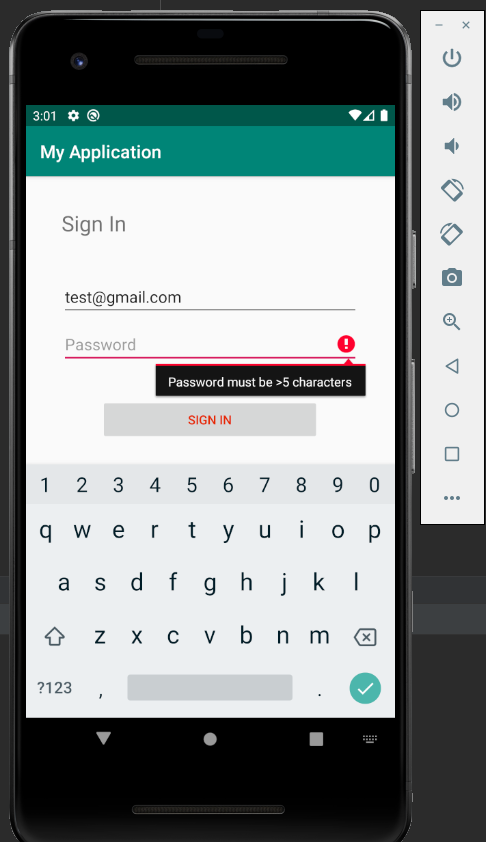 3:01
My Application
Sign In
test@gmail.com
Password
Password must be >5 characters
SIGN IN
1 2 3 4 5 6 7 8 9 0
q w e r t y u i o p
a s d f g h j k l
z x c v b n m
?123 , .